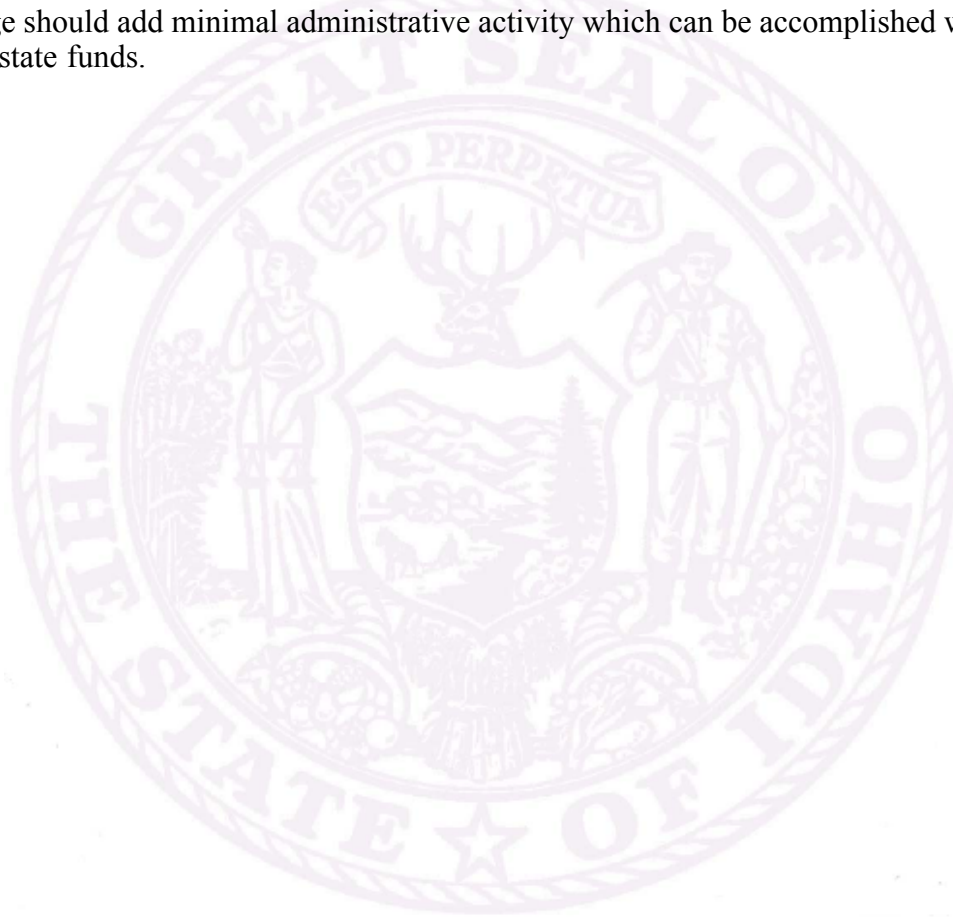 ge should add minimal administrative activity which can be accomplished w
state funds.
GREAT SEAL OF
ESTO PERPETUA
THE STATE OF IDAHO